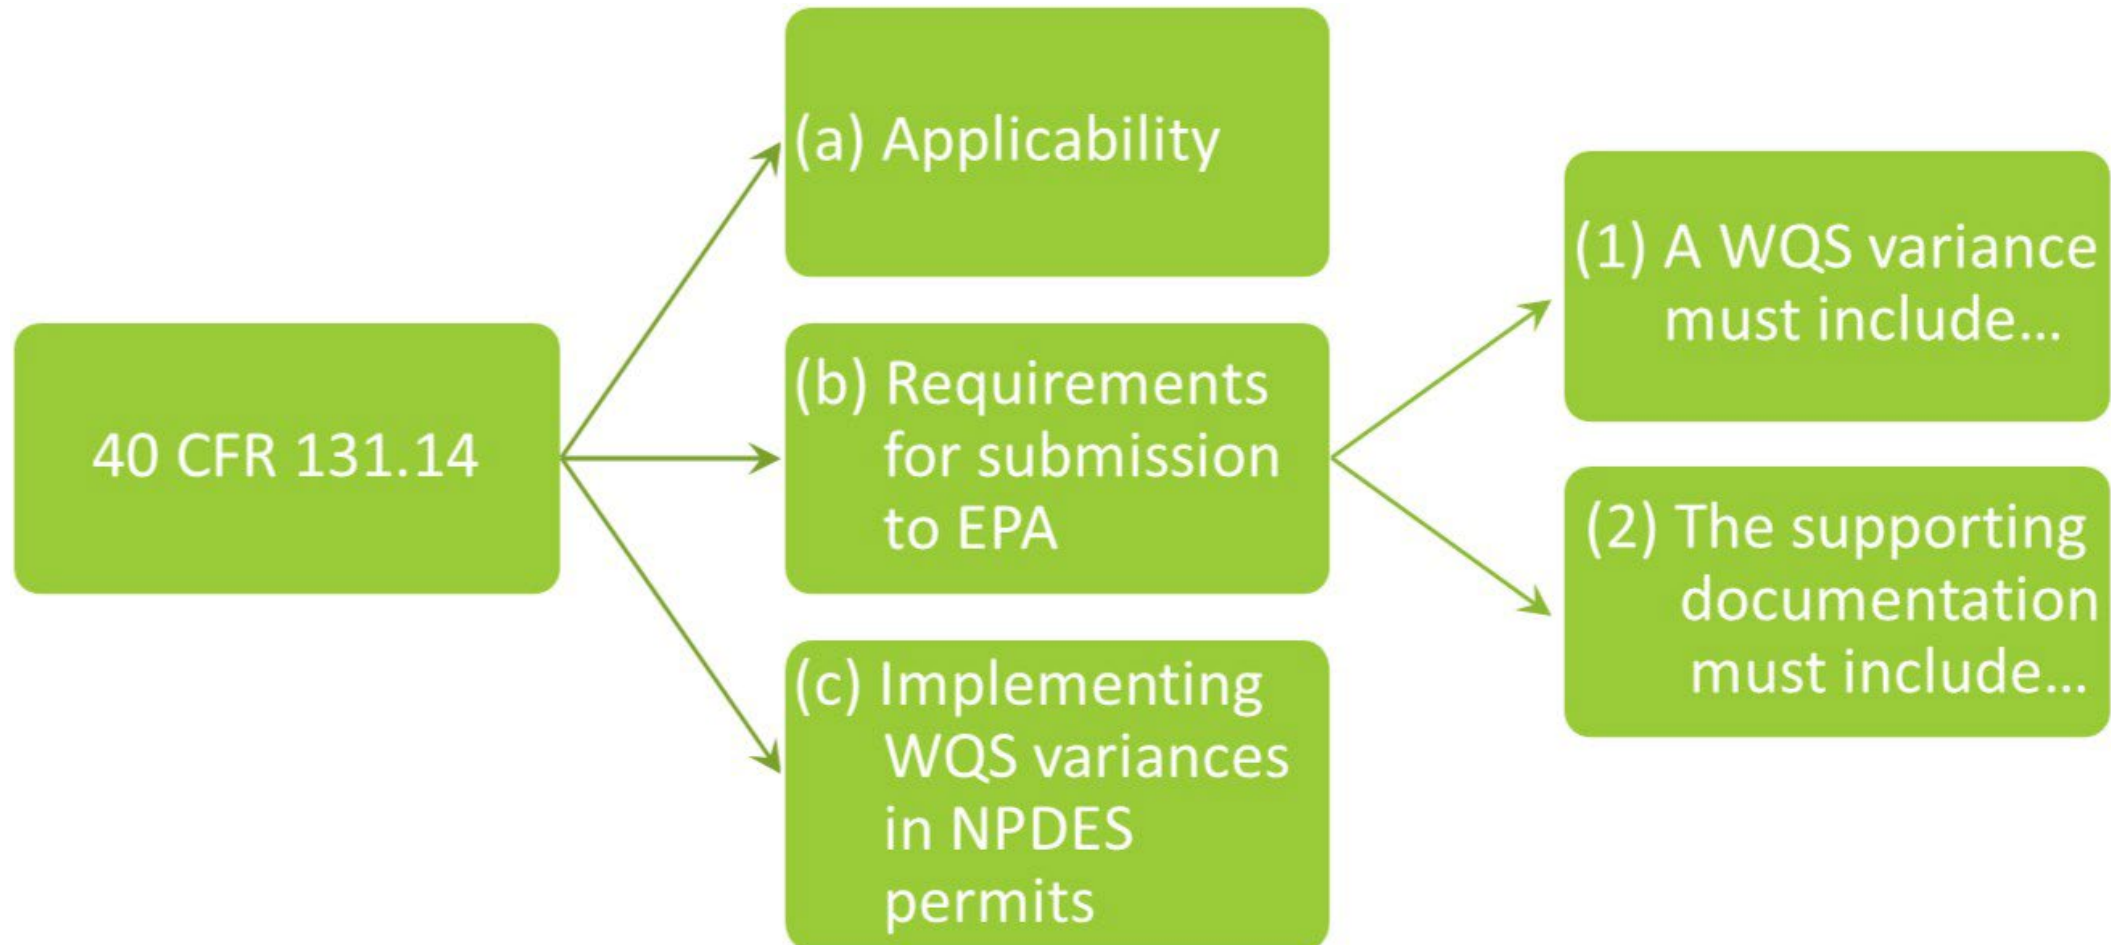 40 CFR 131.14
(a) Applicability
(b) Requirements
for submission
to EPA
(c) Implementing
WQS variances
in NPDES
permits
(1) A WQS variance
must include…
(2) The supporting
documentation
must include…